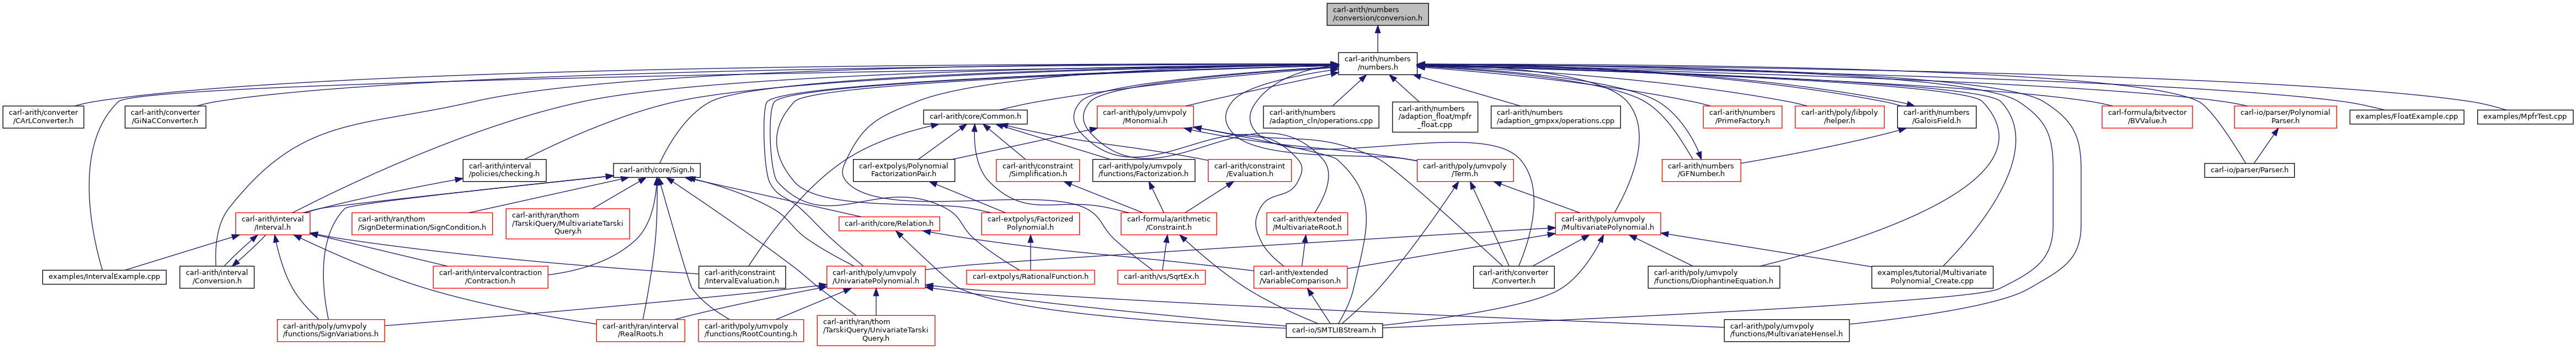 carl-arith/numbers
/conversion/conversion.h
carl-arith/numbers
/numbers.h
carl-arith/converter
/CArLConverter.h
carl-arith/converter
/GiNaCConverter.h
carl-arith/core/Common.h
carl-arith/poly/umvpoly
/Monomial.h
carl-arith/numbers
/adaption_cln/operations.cpp
carl-arith/numbers
/adaption_float/mpfr
_float.cpp
carl-arith/numbers
/adaption_gmpxx/operations.cpp
carl-arith/numbers
/PrimeFactory.h
carl-arith/poly/libpoly
/helper.h
carl-arith/numbers
/GaloisField.h
carl-formula/bitvector
/BVValue.h
carl-io/parser/Polynomial
Parser.h
examples/FloatExample.cpp
examples/MpfrTest.cpp
carl-arith/interval
/policies/checking.h
carl-arith/core/Sign.h
carl-extpolys/Polynomial
FactorizationPair.h
carl-arith/constraint
/Simplification.h
carl-arith/poly/umvpoly
/functions/Factorization.h
carl-arith/constraint
/Evaluation.h
carl-arith/poly/umvpoly
/Term.h
carl-arith/numbers
/GFNumber.h
carl-io/parser/Parser.h
carl-arith/interval
/Interval.h
carl-arith/ran/thom
/SignDetermination/SignCondition.h
carl-arith/ran/thom
/TarskiQuery/MultivariateTarski
Query.h
carl-arith/core/Relation.h
carl-extpolys/Factorized
Polynomial.h
carl-formula/arithmetic
/Constraint.h
carl-arith/extended
/MultivariateRoot.h
carl-arith/poly/umvpoly
/MultivariatePolynomial.h
examples/IntervalExample.cpp
carl-arith/interval
/Conversion.h
carl-arith/intervalcontraction
/Contraction.h
carl-arith/constraint
/IntervalEvaluation.h
carl-arith/poly/umvpoly
/UnivariatePolynomial.h
carl-extpolys/RationalFunction.h
carl-arith/vs/SqrtEx.h
carl-arith/extended
/VariableComparison.h
carl-arith/converter
/Converter.h
carl-arith/poly/umvpoly
/functions/DiophantineEquation.h
examples/tutorial/Multivariate
Polynomial_Create.cpp
carl-arith/poly/umvpoly
/functions/SignVariations.h
carl-arith/ran/interval
/RealRoots.h
carl-arith/poly/umvpoly
/functions/RootCounting.h
carl-arith/ran/thom
/TarskiQuery/UnivariateTarski
Query.h
carl-io/SMTLIBStream.h
carl-arith/poly/umvpoly
/functions/MultivariateHensel.h